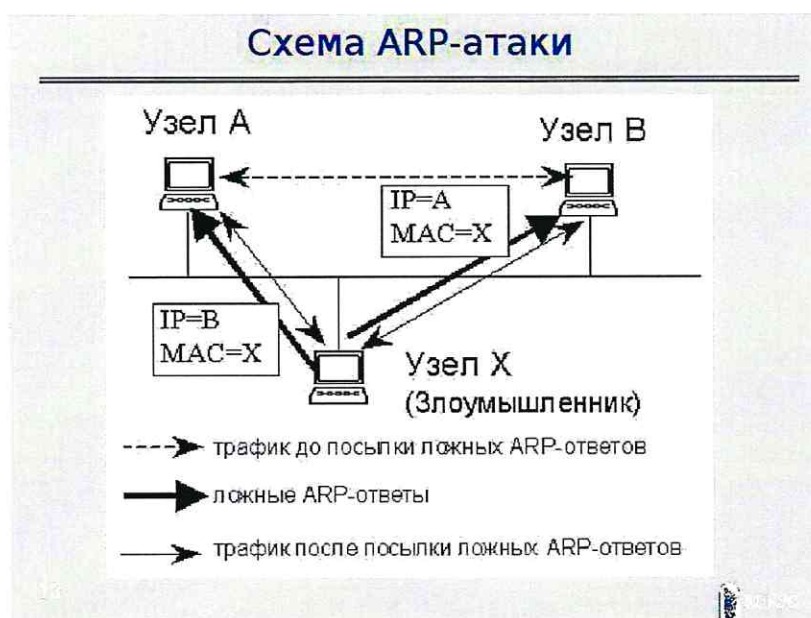 Схема ARP-атаки
Узел A
Узел B
IP=A
MAC=X
IP=B
MAC=X
Узел X
(Злоумышленник)
трафик до посылки ложных ARP-ответов
ложные ARP-ответы
трафик после посылки ложных ARP-ответов